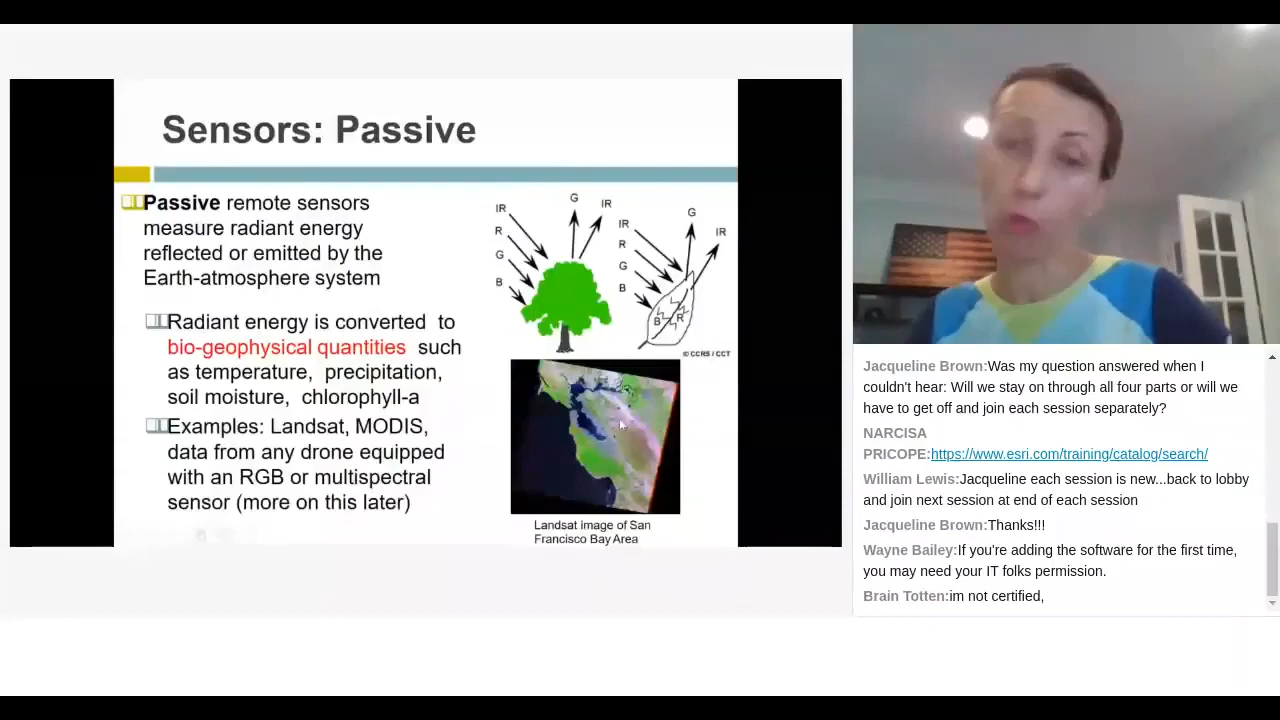 Sensors: Passive
Passive remote sensors
measure radiant energy
reflected or emitted by the
Earth-atmosphere system
Radiant energy is converted to
bio-geophysical quantities such
as temperature, precipitation,
soil moisture, chlorophyll-a
Examples: Landsat, MODIS,
data from any drone equipped
with an RGB or multispectral
sensor (more on this later)
IR
R
G
B
G
IR
IR
R
G
B
G
IR
B
R
© CCRS / CCT
Landsat image of San
Francisco Bay Area
Jacqueline Brown:Was my question answered when I
couldn't hear: Will we stay on through all four parts or will we
have to get off and join each session separately?
NARCISA
PRICOPE:https://www.esri.com/training/catalog/search/
William Lewis:Jacqueline each session is new...back to lobby
and join next session at end of each session
Jacqueline Brown:Thanks!!!
Wayne Bailey:If you're adding the software for the first time,
you may need your IT folks permission.
Brain Totten:im not certified,